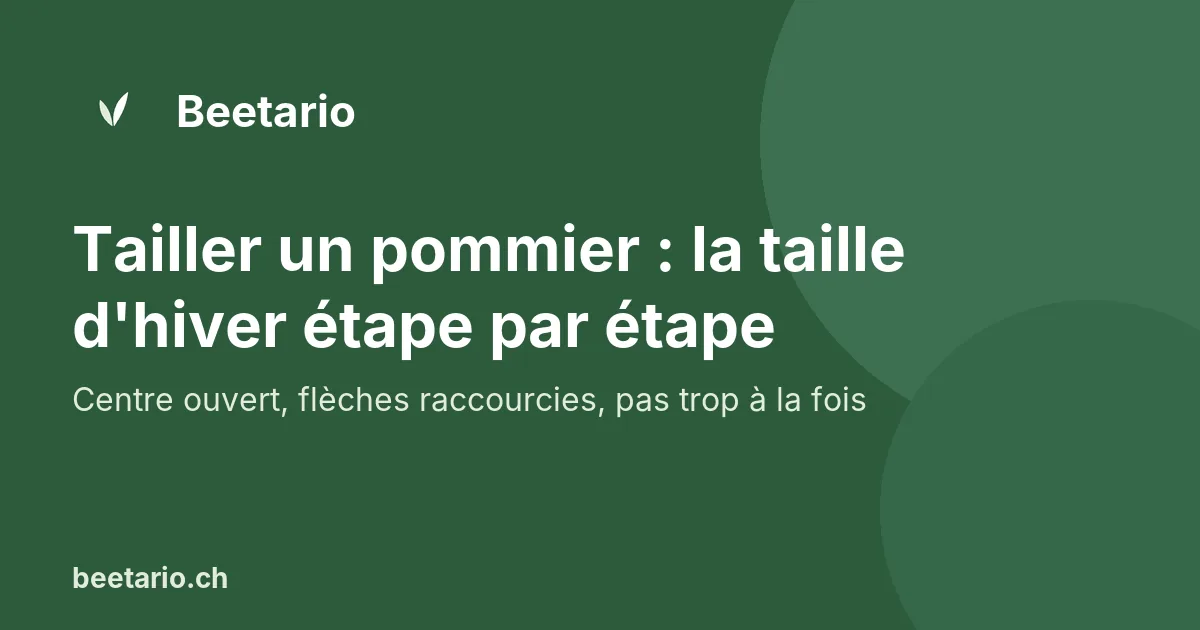 Beetario
Tailler un pommier : la taille
d'hiver étape par étape
Centre ouvert, flèches raccourcies, pas trop à la fois
beetario.ch